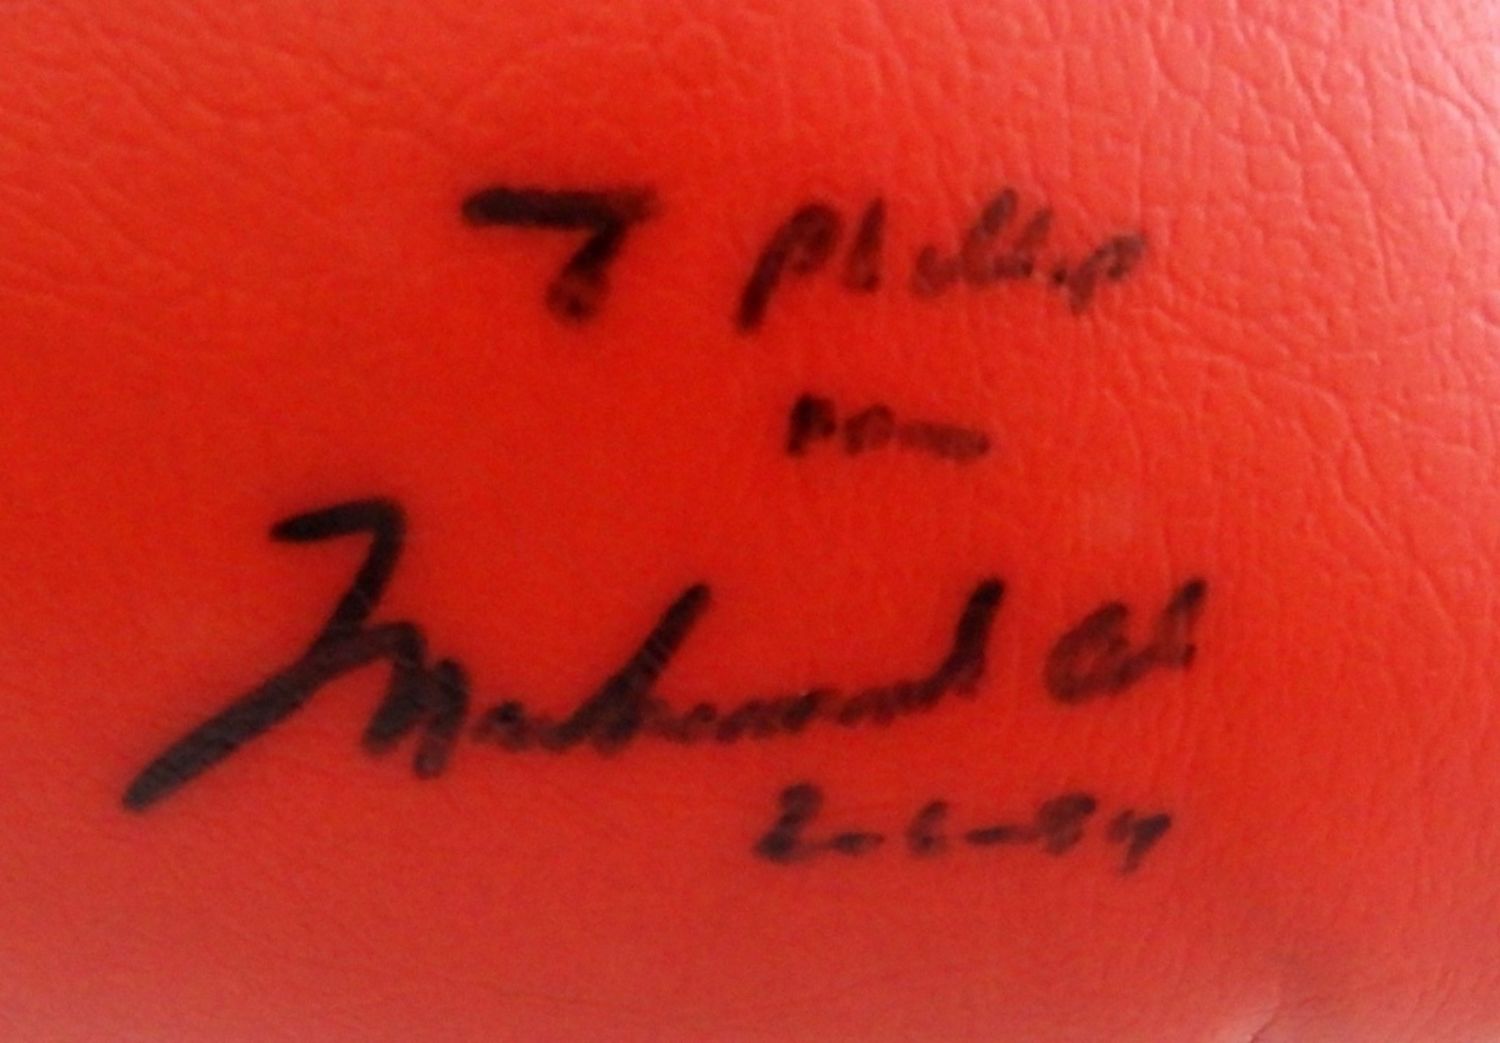 To Phillip
From
Muhammad Ali
2-6-84